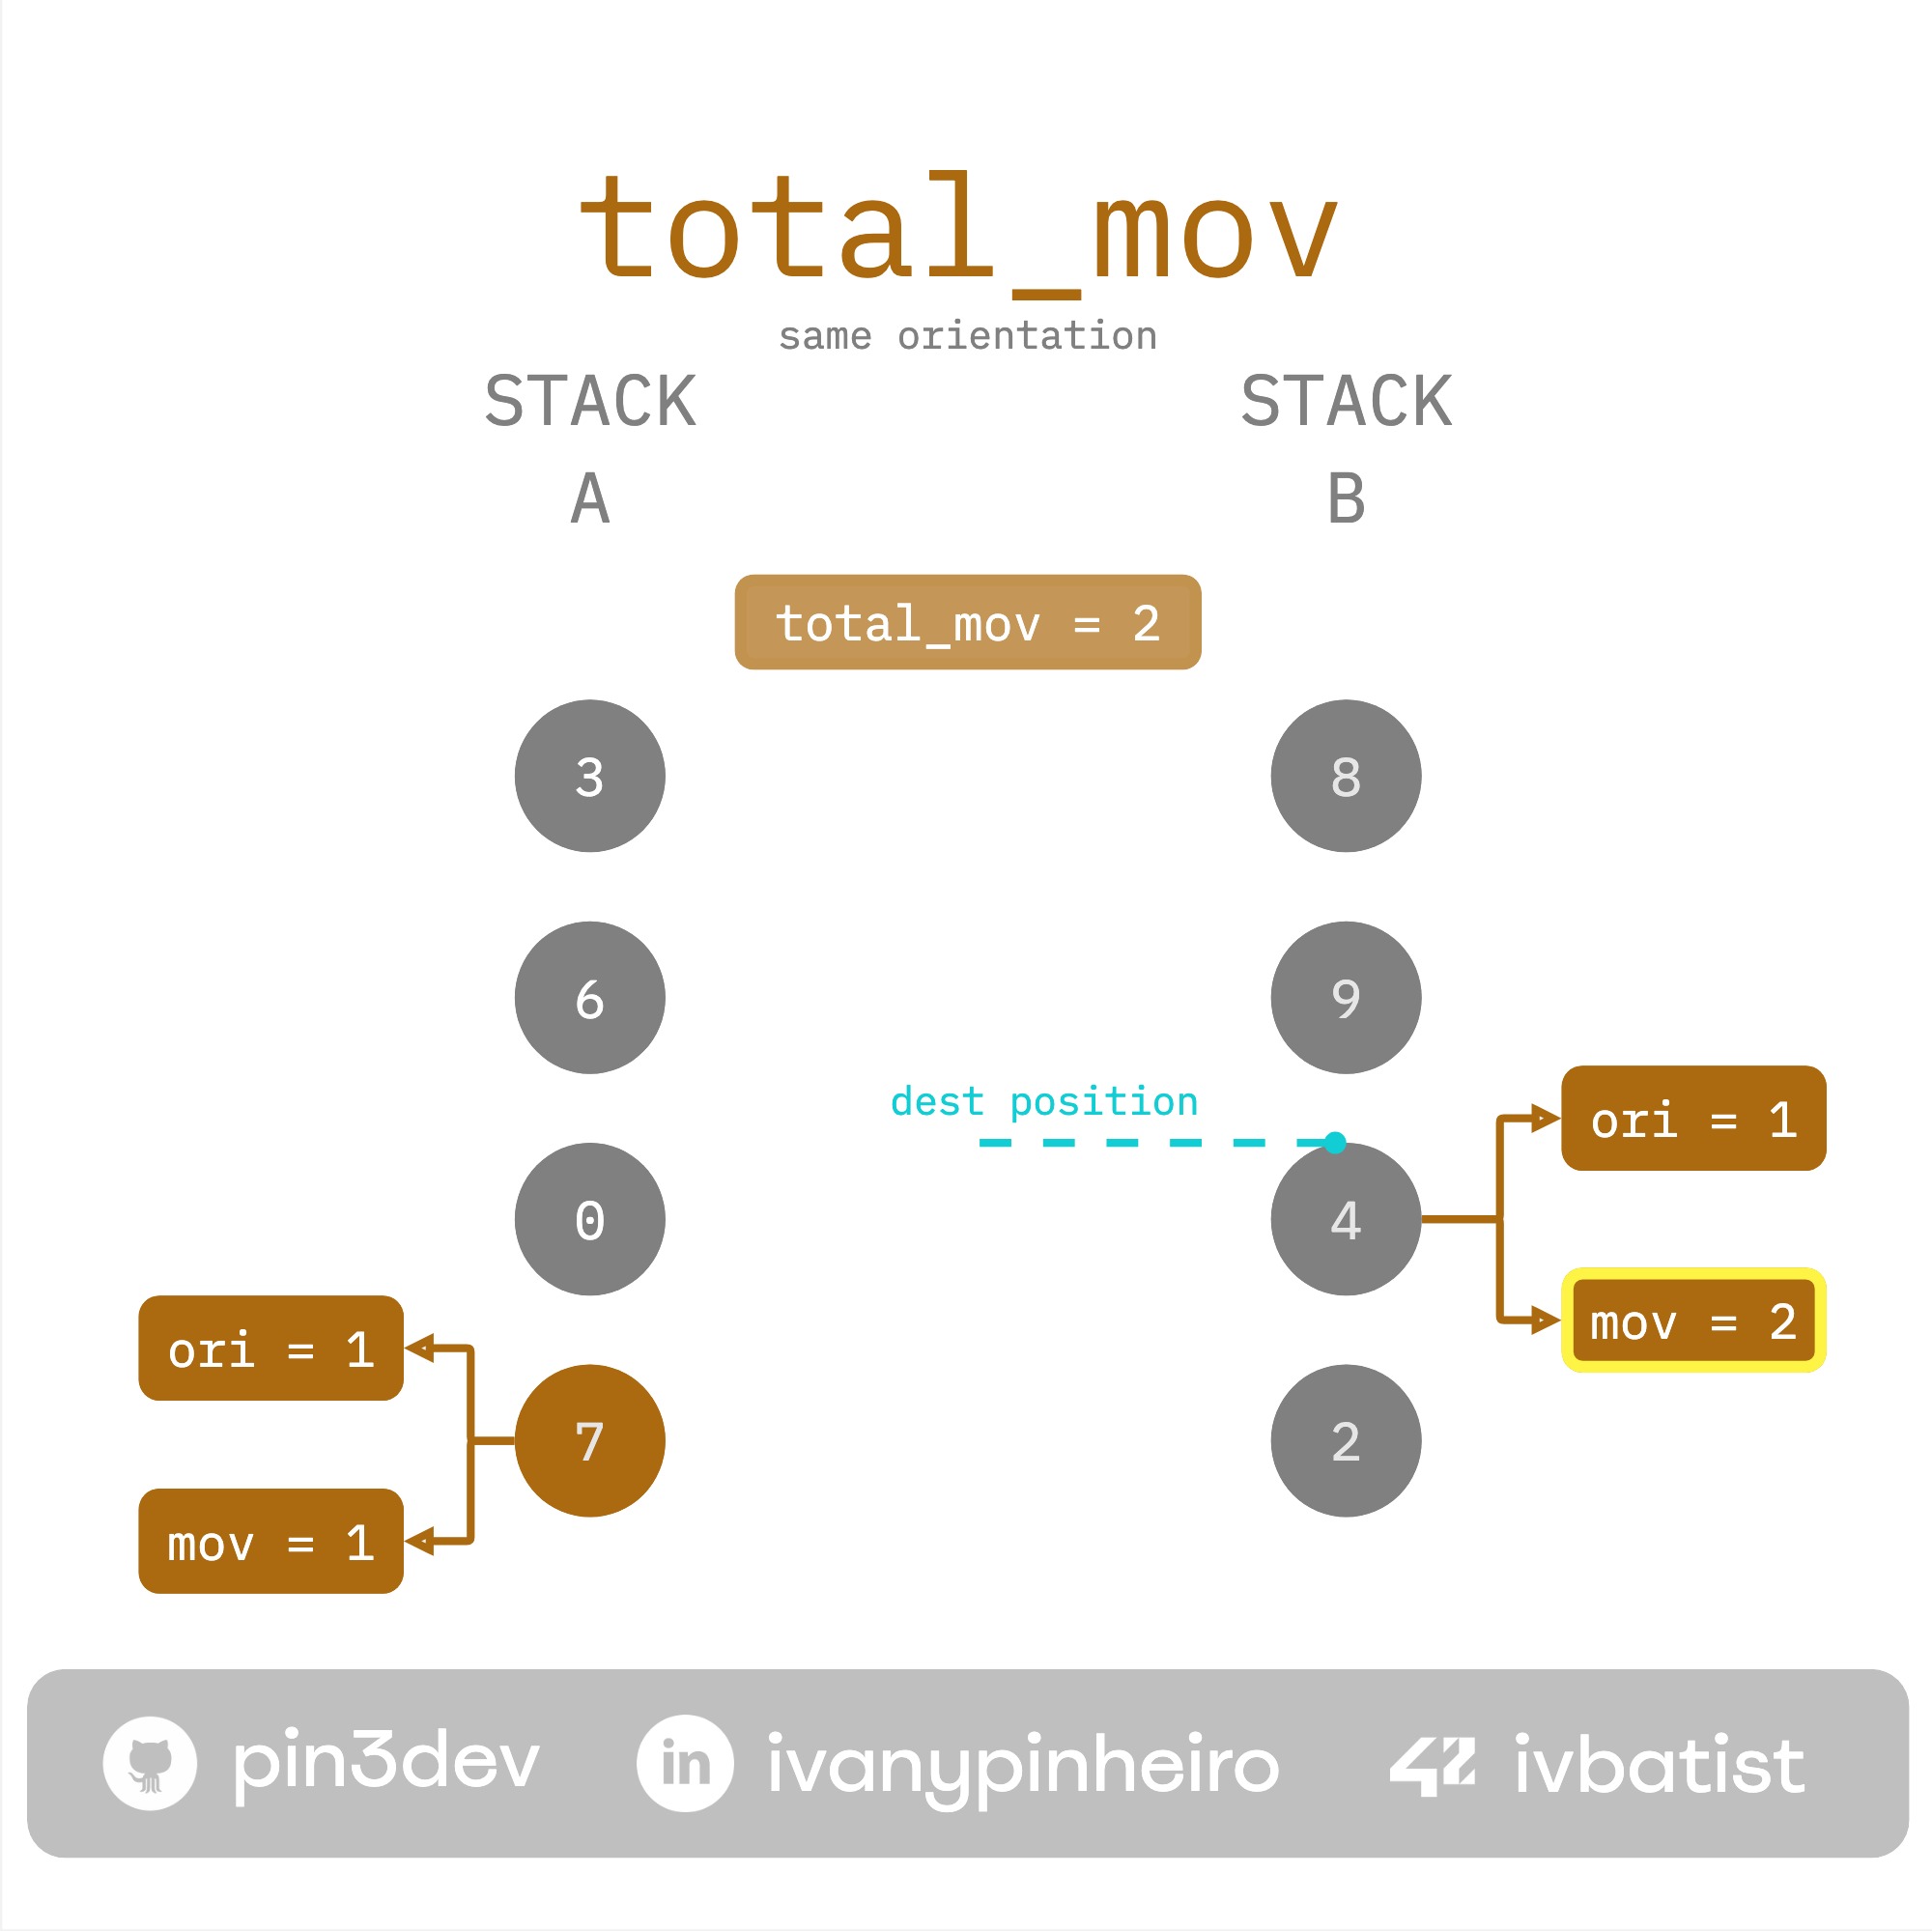 total_mov
same orientation
STACK
A
STACK
B
total_mov = 2
3
8
6
9
dest position
ori = 1
0
4
mov = 2
ori = 1
7
2
mov = 1
pin3dev
in
ivanypinheiro
42
ivbatist